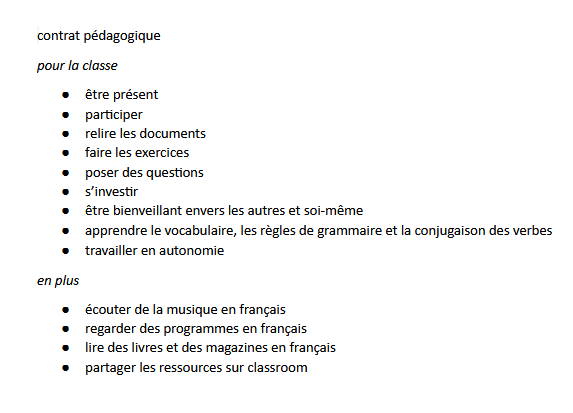 contrat pédagogique
pour la classe
● être présent
● participer
● relire les documents
● faire les exercices
● poser des questions
● s'investir
● être bienveillant envers les autres et soi-même
● apprendre le vocabulaire, les règles de grammaire et la conjugaison des verbes
● travailler en autonomie
en plus
● écouter de la musique en français
● regarder des programmes en français
● lire des livres et des magazines en français
● partager les ressources sur classroom